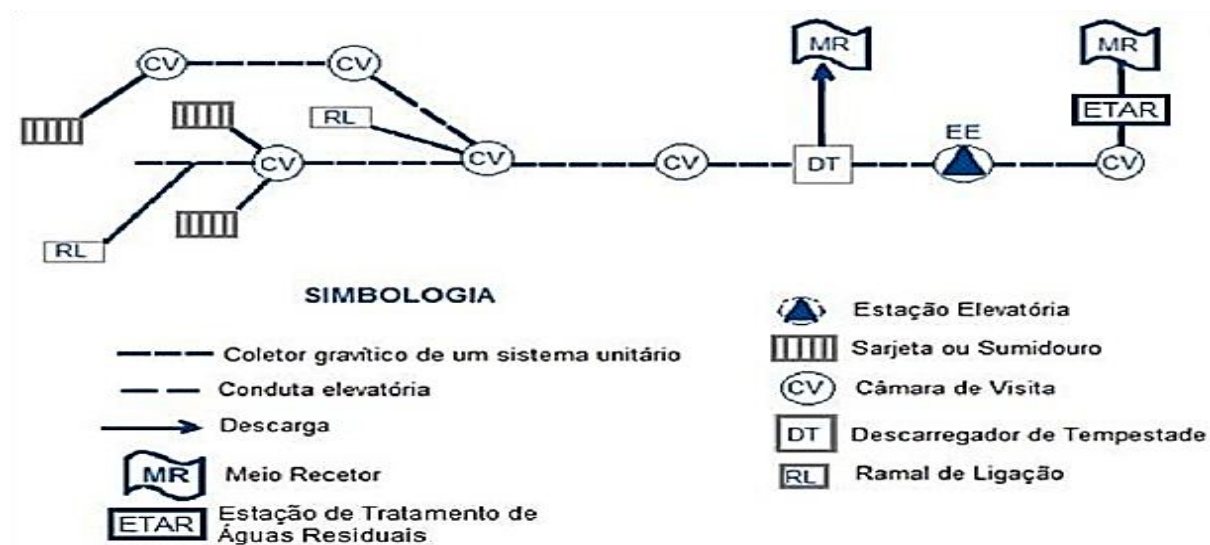 MR
MR
CV
CV
RL
ETAR
EE
CV
CV
CV
DT
CV
RL
SIMBOLOGIA
Coletor gravítico de um sistema unitário
Conduta elevatória
Descarga
MR Meio Recetor
ETAR Estação de Tratamento de
Águas Residuais
Estação Elevatória
Sarjeta ou Sumidouro
CV Câmara de Visita
DT Descarregador de Tempestade
RL Ramal de Ligação